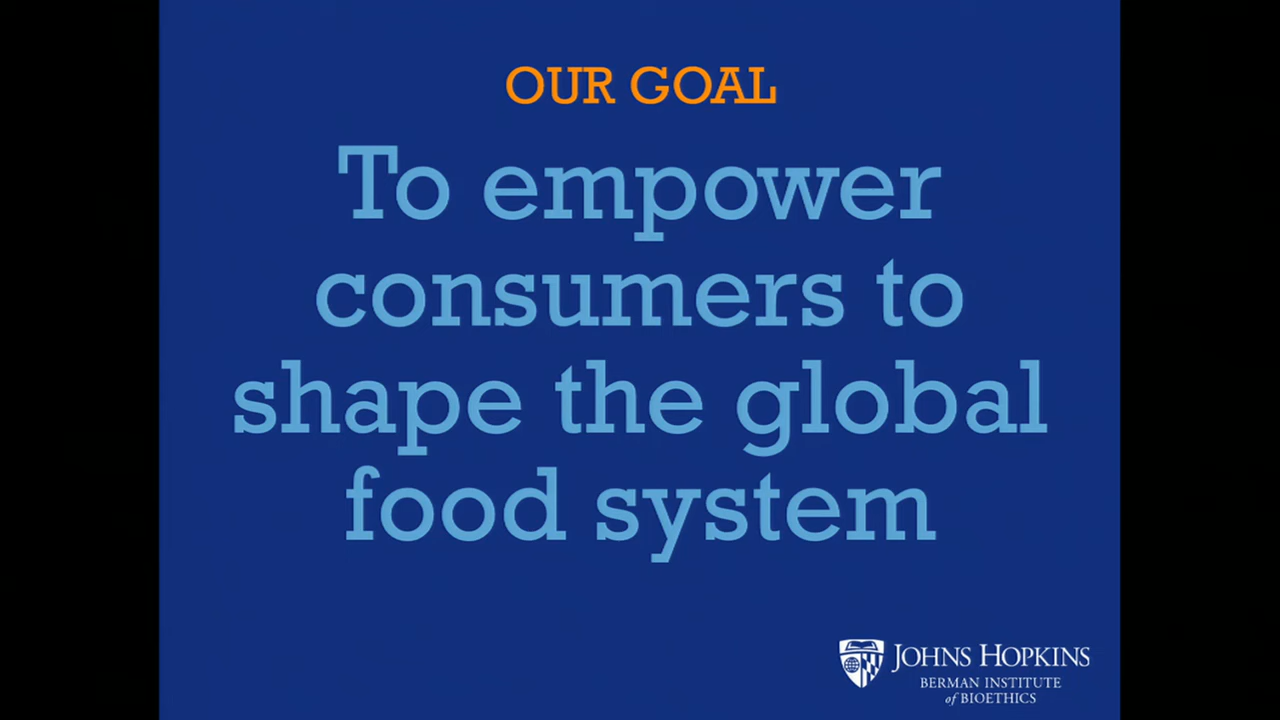 OUR GOAL
To empower
consumers to
shape the global
food system
JOHNS HOPKINS
BERMAN INSTITUTE
of BIOETHICS